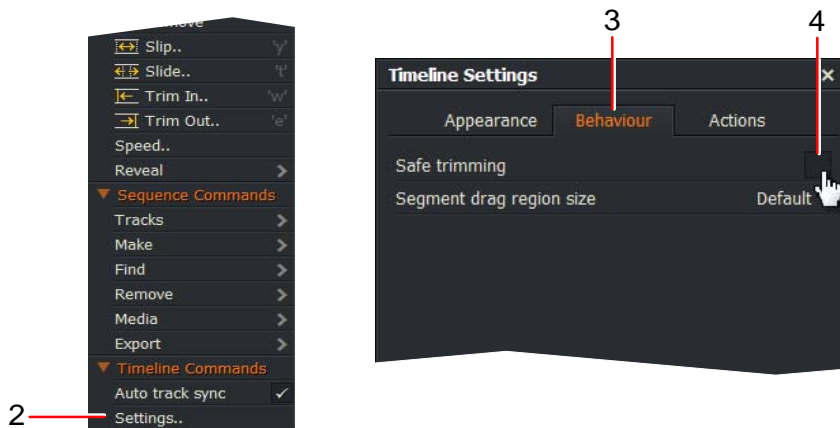 Slip.. 'y'
Slide.. 't'
Trim In.. 'w'
Trim Out.. 'e'
Speed..
Reveal
Sequence Commands
Tracks
Make
Find
Remove
Media
Export
Timeline Commands
Auto track sync
2 Settings..
3
4
Timeline Settings
Appearance Behaviour Actions
Safe trimming
Segment drag region size Default